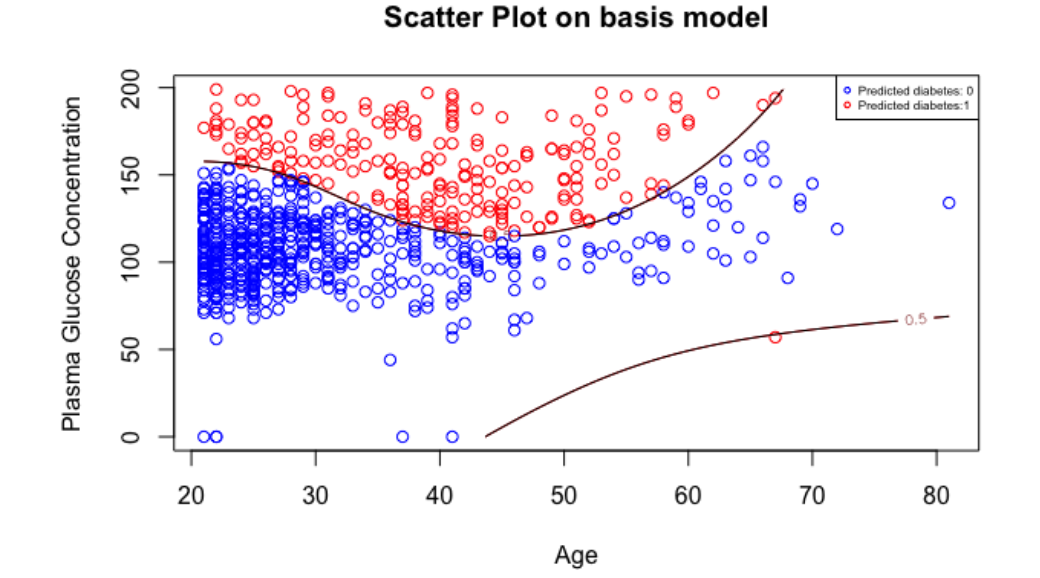 Scatter Plot on basis model
Plasma Glucose Concentration
200
150
100
50
0
Predicted diabetes: 0
Predicted diabetes:1
0.5
20 30 40 50 60 70 80
Age